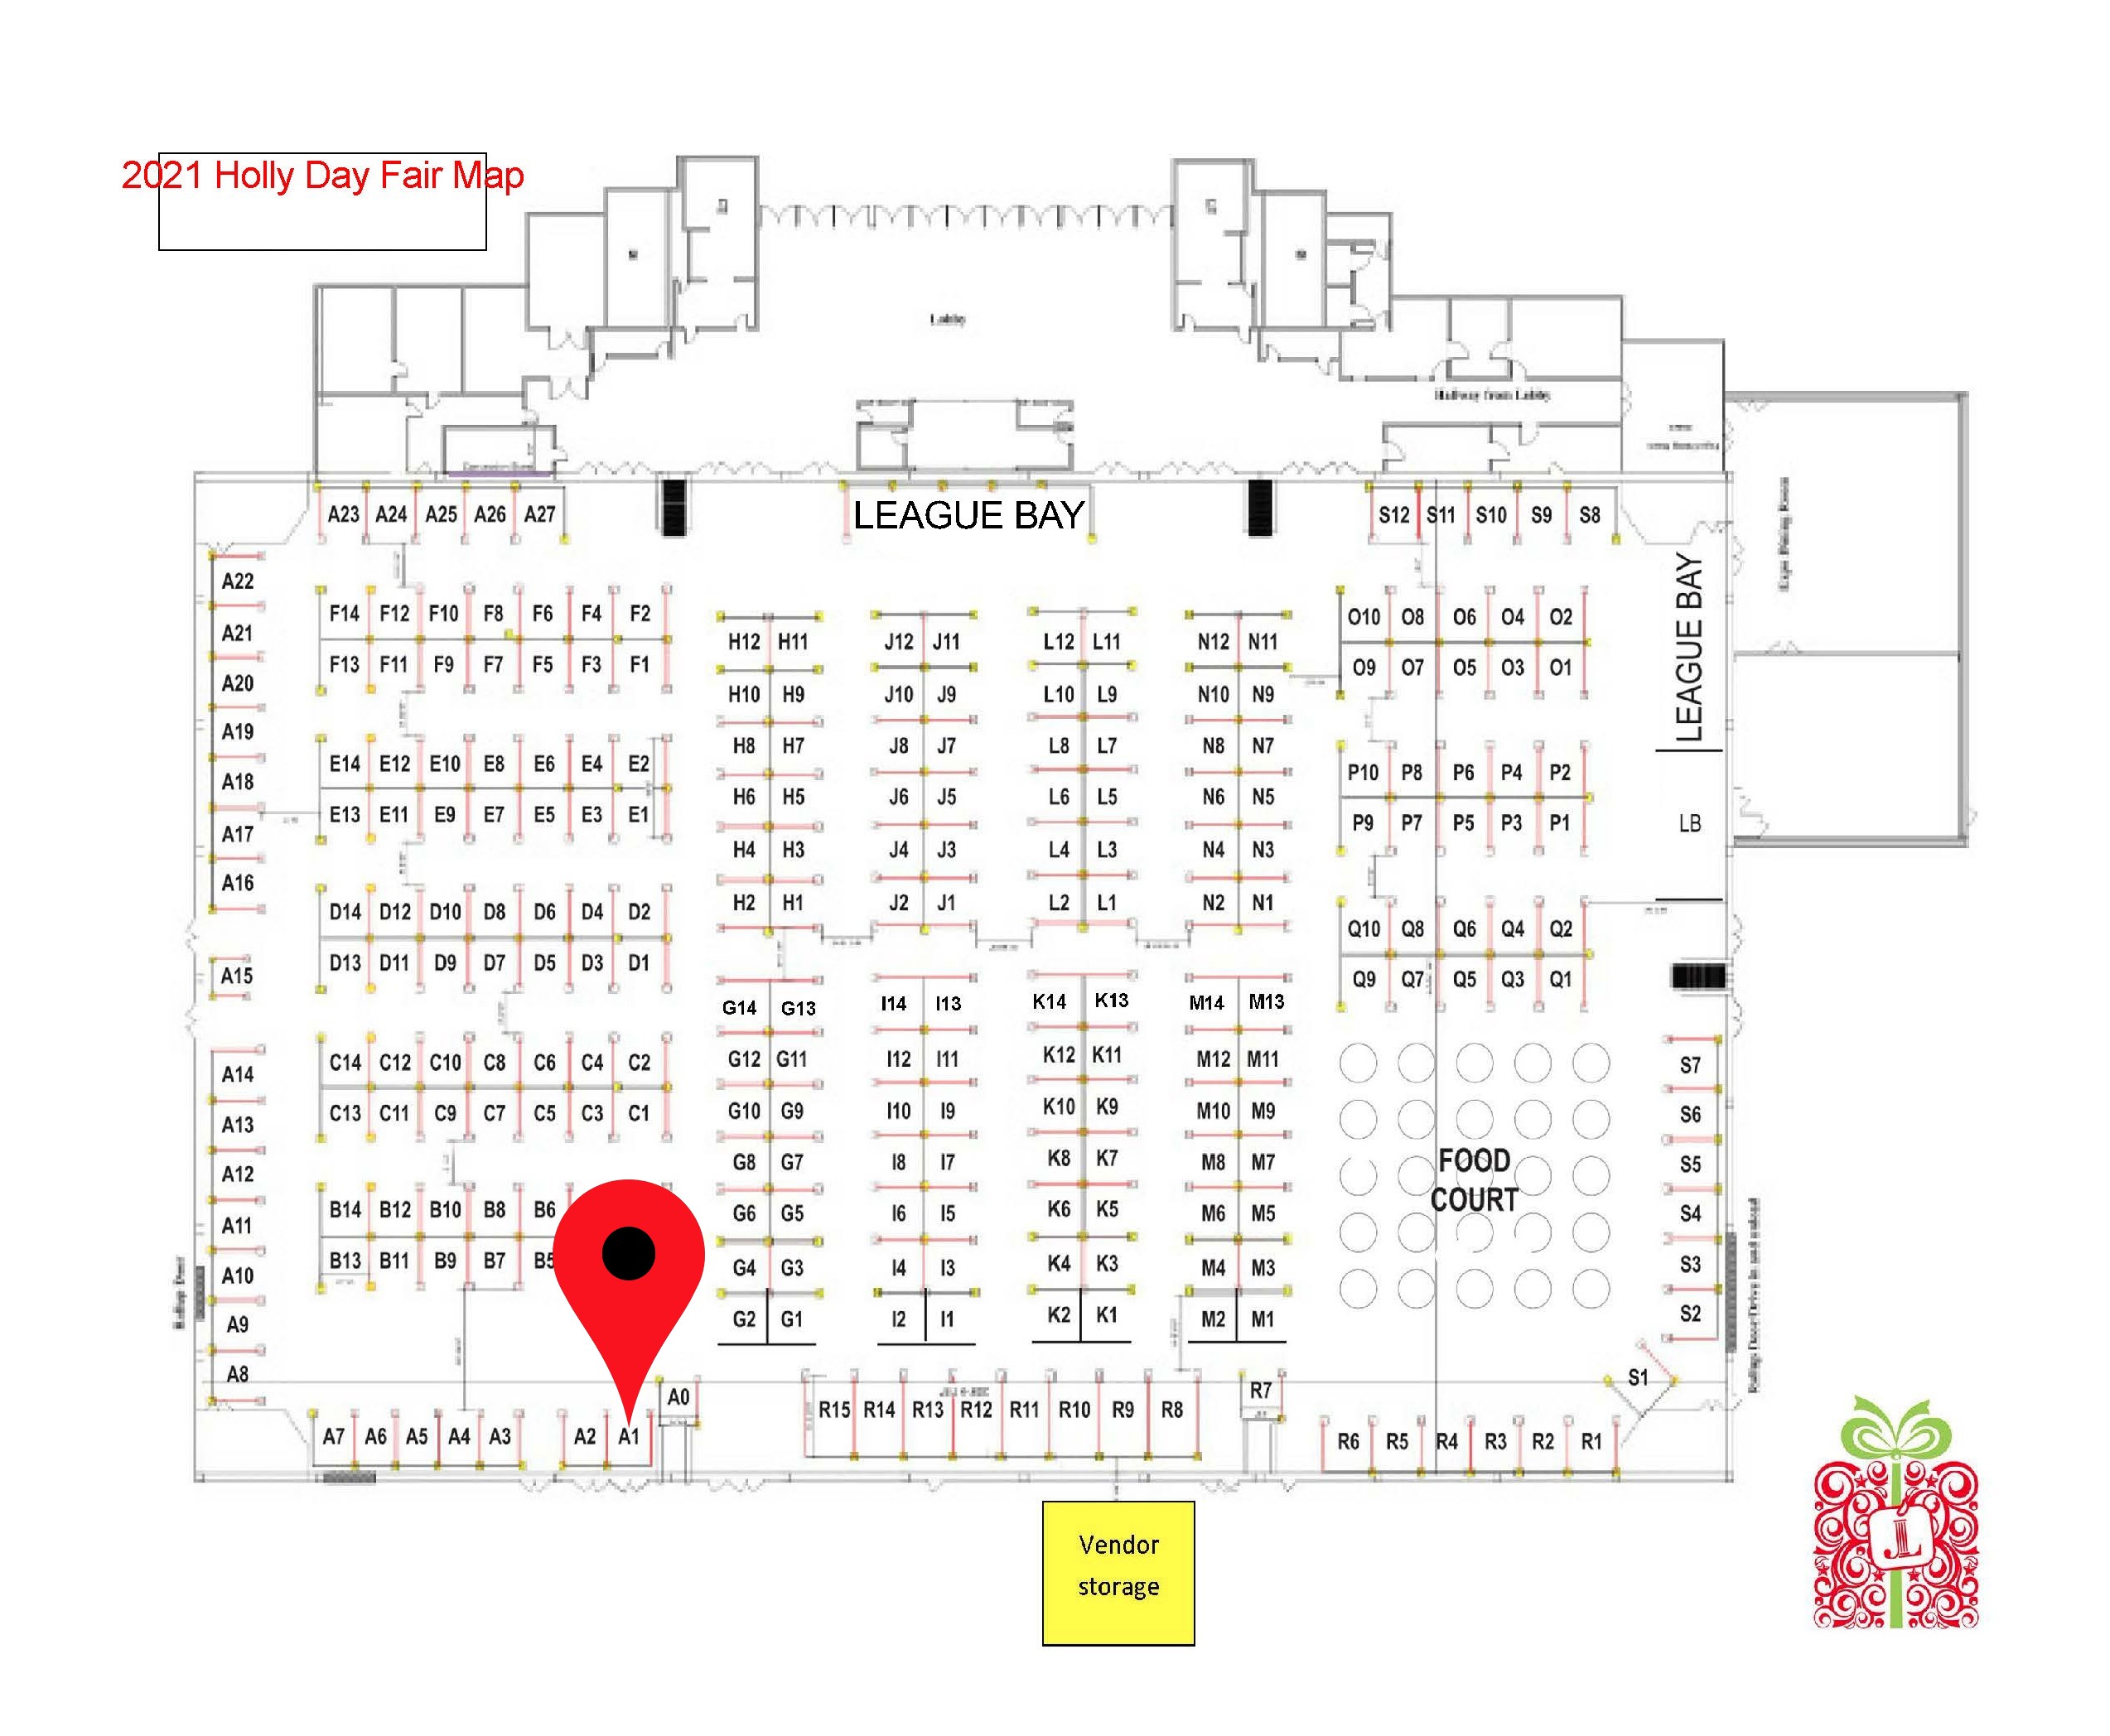 2021 Holly Day Fair Map
Lobby
Hallway from Lobby
LEAGUE BAY
A23 A24 A25 A26 A27
S12 S11 S10 S9 S8
A22
A21
A20
A19
A18
A17
A16
A15
A14
A13
A12
A11
A10
A9
A8
F14 F12 F10 F8 F6 F4 F2
F13 F11 F9 F7 F5 F3 F1
E14 E12 E10 E8 E6 E4 E2
E13 E11 E9 E7 E5 E3 E1
D14 D12 D10 D8 D6 D4 D2
D13 D11 D9 D7 D5 D3 D1
C14 C12 C10 C8 C6 C4 C2
C13 C11 C9 C7 C5 C3 C1
B14 B12 B10 B8 B6
B13 B11 B9 B7 B5
H12 H11 J12 J11 L12 L11 N12 N11
H10 H9 J10 J9 L10 L9 N10 N9
H8 H7 J8 J7 L8 L7 N8 N7
H6 H5 J6 J5 L6 L5 N6 N5
H4 H3 J4 J3 L4 L3 N4 N3
H2 H1 J2 J1 L2 L1 N2 N1
G14 G13 I14 I13 K14 K13 M14 M13
G12 G11 I12 I11 K12 K11 M12 M11
G10 G9 I10 I9 K10 K9 M10 M9
G8 G7 I8 I7 K8 K7 M8 M7
G6 G5 I6 I5 K6 K5 M6 M5
G4 G3 I4 I3 K4 K3 M4 M3
G2 G1 I2 I1 K2 K1 M2 M1
O10 O8 O6 O4 O2
O9 O7 O5 O3 O1
P10 P8 P6 P4 P2
P9 P7 P5 P3 P1
Q10 Q8 Q6 Q4 Q2
Q9 Q7 Q5 Q3 Q1
LEAGUE BAY
LB
FOOD
COURT
S7
S6
S5
S4
S3
S2
S1
A7 A6 A5 A4 A3 A2 A1
A0
R15 R14 R13 R12 R11 R10 R9 R8
R7
R6 R5 R4 R3 R2 R1
Vendor
storage
JL